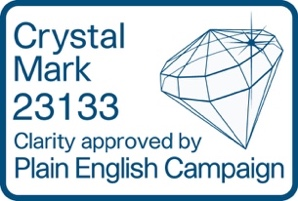 Crystal
Mark
23133
Clarity approved by
Plain English Campaign